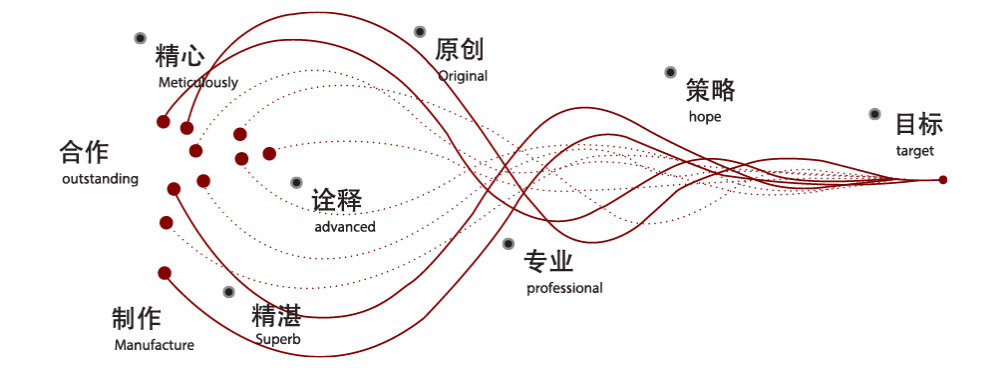 精心
Meticulously
原创
Original
策略
hope
目标
target
合作
outstanding
诠释
advanced
专业
professional
制作
Manufacture
精湛
Superb